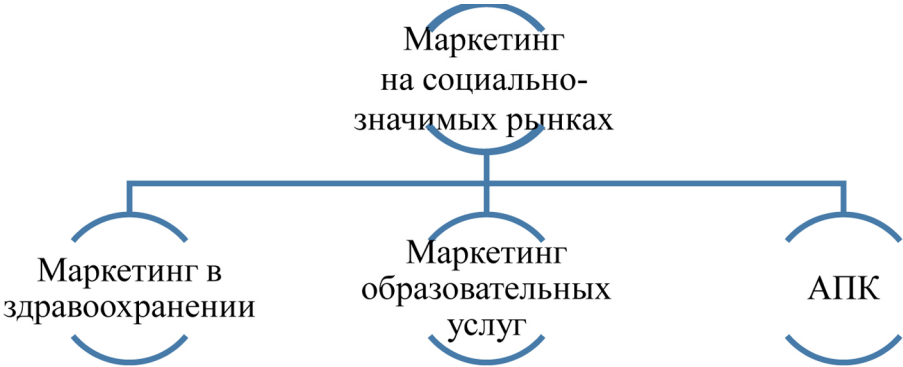 Маркетинг
на социально-
значимых рынках
Маркетинг в
здравоохранении
Маркетинг
образовательных
услуг
АПК